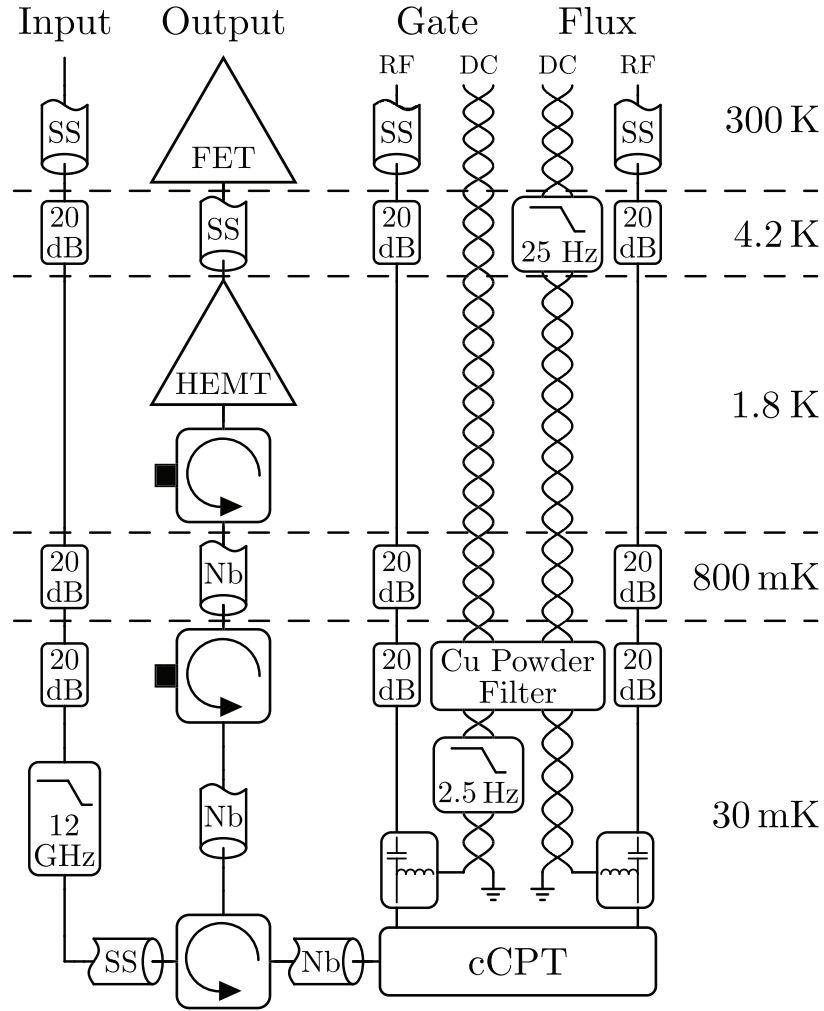 Input Output Gate Flux
RF DC DC RF
SS SS SS 300 K
FET
20 dB SS 20 dB 25 Hz 20 dB 4.2 K
HEMT 1.8 K
20 dB Nb 20 dB 20 dB 800 mK
20 dB 20 dB Cu Powder Filter 20 dB
12 GHz Nb 2.5 Hz 30 mK
SS Nb cCPT